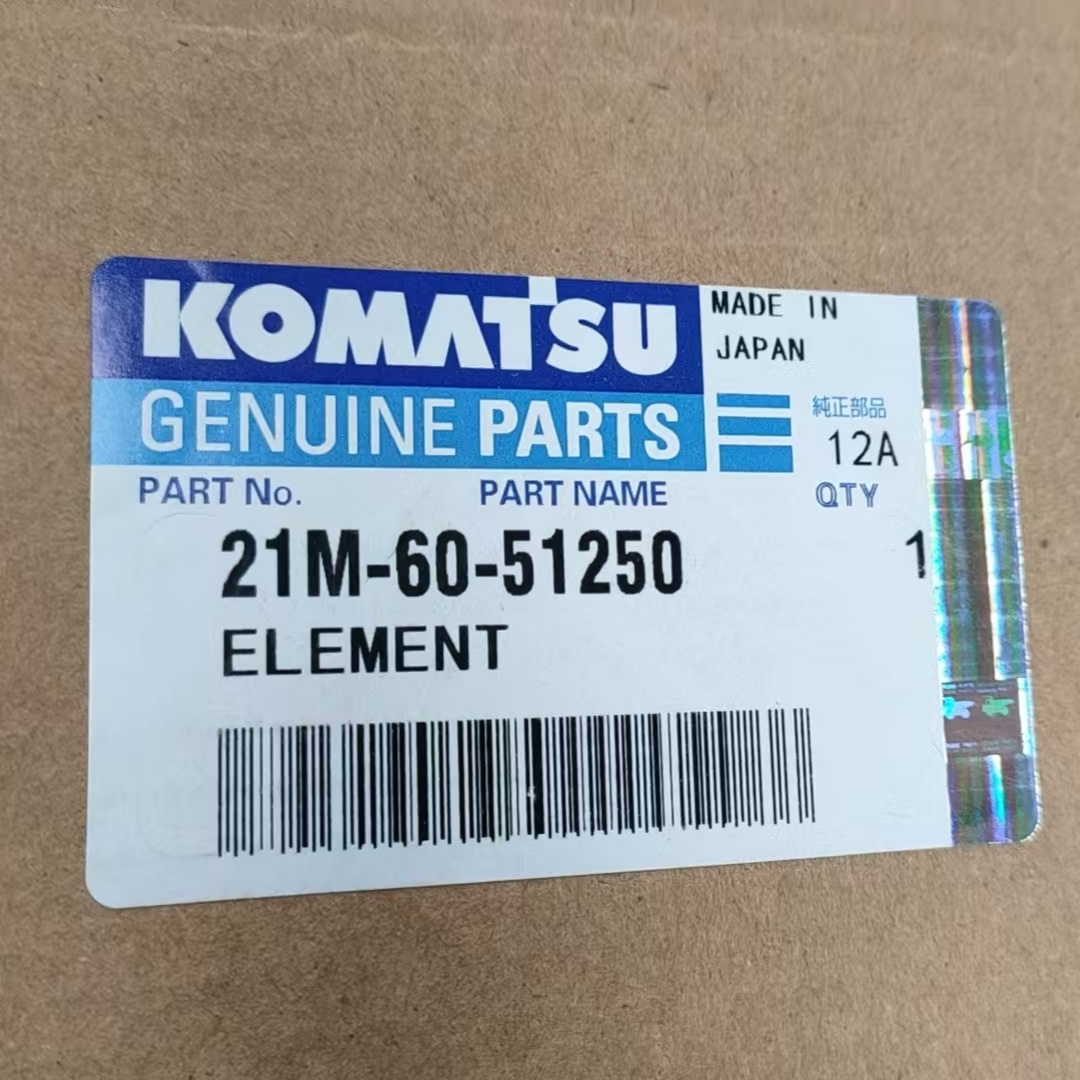 KOMATSU
MADE IN
JAPAN
GENUINE PARTS
純正部品
12A
PART No.
PART NAME
QTY
21M-60-51250
1
ELEMENT